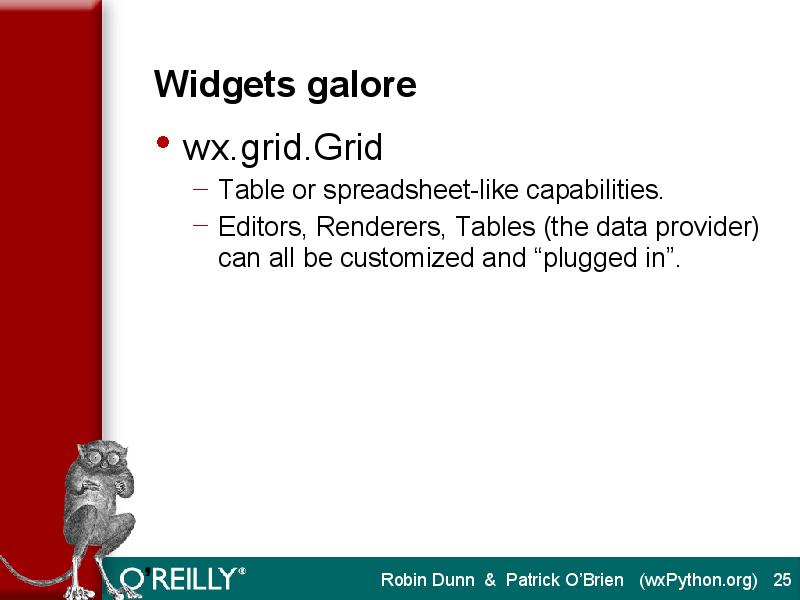 Widgets galore
• wx.grid.Grid
– Table or spreadsheet-like capabilities.
– Editors, Renderers, Tables (the data provider)
can all be customized and “plugged in”.
O’REILLY® Robin Dunn & Patrick O’Brien (wxPython.org) 25